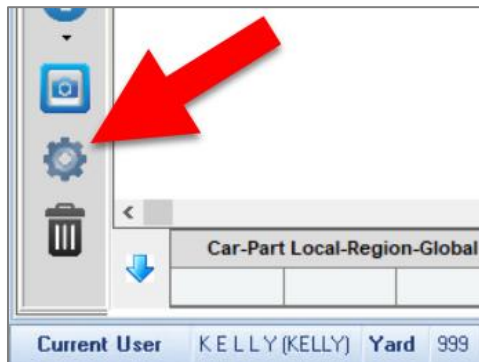 Car-Part Local-Region-Global
Current User K E L L Y (KELLY) Yard 999